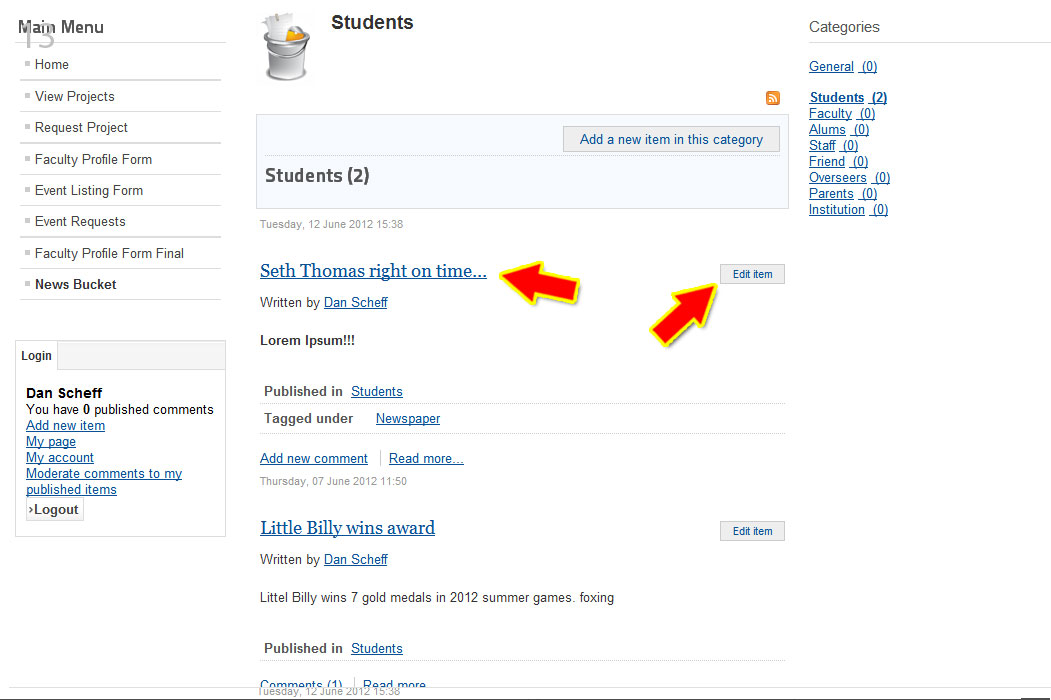 Main Menu
13
Home
View Projects
Request Project
Faculty Profile Form
Event Listing Form
Event Requests
Faculty Profile Form Final
News Bucket
Login
Dan Scheff
You have 0 published comments
Add new item
My page
My account
Moderate comments to my
published items
›Logout
Students
Add a new item in this category
Students (2)
Tuesday, 12 June 2012 15:38
Seth Thomas right on time...
Edit item
Written by Dan Scheff
Lorem Ipsum!!!
Published in Students
Tagged under Newspaper
Add new comment Read more...
Thursday, 07 June 2012 11:50
Little Billy wins award
Edit item
Written by Dan Scheff
Littel Billy wins 7 gold medals in 2012 summer games. foxing
Published in Students
Comments (1) Read more
Tuesday, 12 June 2012 15:38
Categories
General (0)
Students (2)
Faculty (0)
Alums (0)
Staff (0)
Friend (0)
Overseers (0)
Parents (0)
Institution (0)